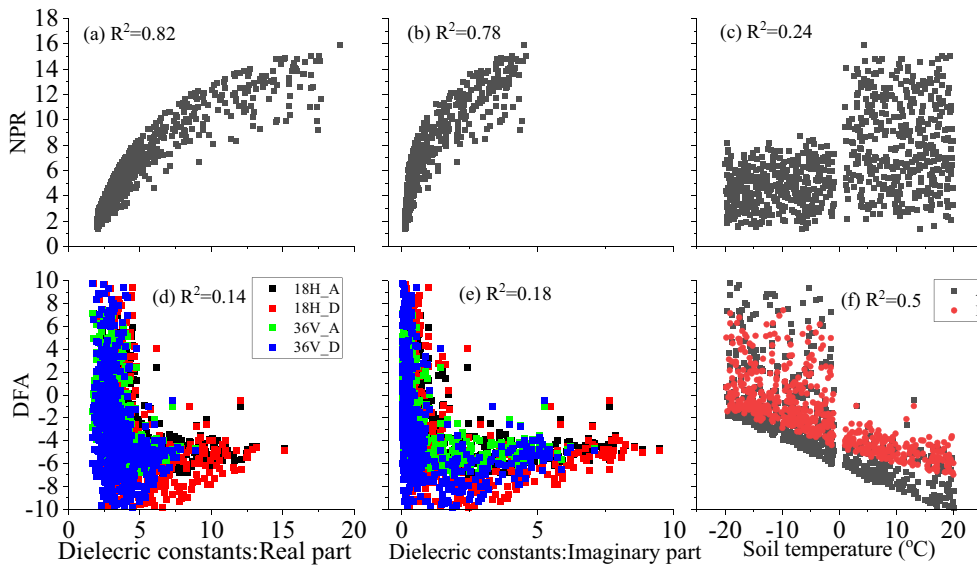 (a) R²=0.82
(b) R²=0.78
(c) R²=0.24
NPR
18
16
14
12
10
8
6
4
2
0
(d) R²=0.14
18H_A
18H_D
36V_A
36V_D
(e) R²=0.18
(f) R²=0.5
DFA
10
8
6
4
2
0
-2
-4
-6
-8
-10
0 5 10 15 20
0 5 10
-20 -10 0 10 20
Dielecric constants:Real part
Dielectric constants:Imaginary part
Soil temperature (ºC)